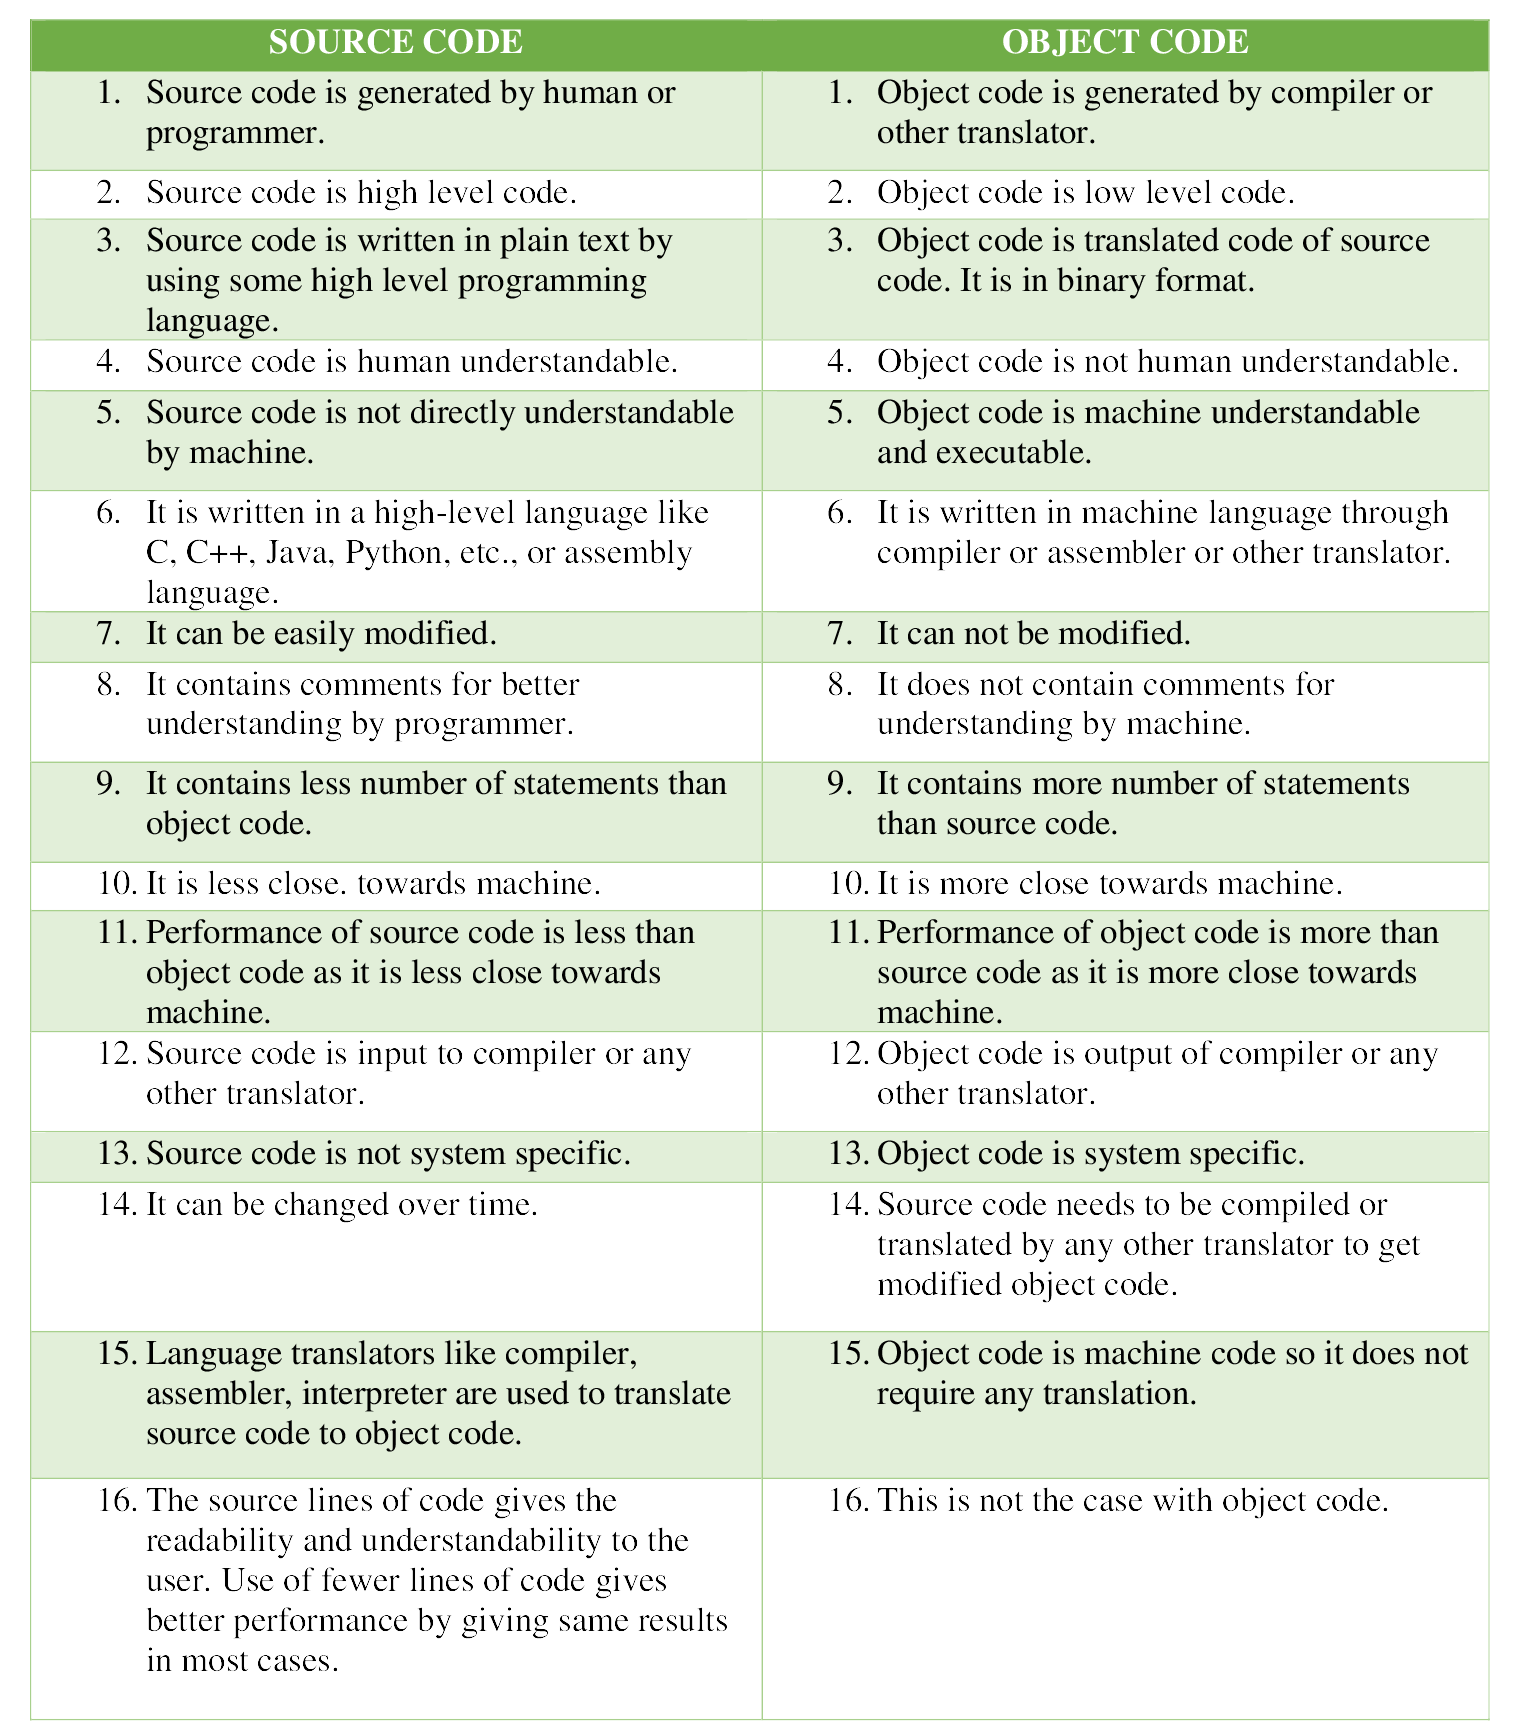 SOURCE CODE
OBJECT CODE
1. Source code is generated by human or
programmer.
1. Object code is generated by compiler or
other translator.
2. Source code is high level code.
2. Object code is low level code.
3. Source code is written in plain text by
using some high level programming
language.
3. Object code is translated code of source
code. It is in binary format.
4. Source code is human understandable.
4. Object code is not human understandable.
5. Source code is not directly understandable
by machine.
5. Object code is machine understandable
and executable.
6. It is written in a high-level language like
C, C++, Java, Python, etc., or assembly
language.
6. It is written in machine language through
compiler or assembler or other translator.
7. It can be easily modified.
7. It can not be modified.
8. It contains comments for better
understanding by programmer.
8. It does not contain comments for
understanding by machine.
9. It contains less number of statements than
object code.
9. It contains more number of statements
than source code.
10. It is less close. towards machine.
10. It is more close towards machine.
11. Performance of source code is less than
object code as it is less close towards
machine.
11. Performance of object code is more than
source code as it is more close towards
machine.
12. Source code is input to compiler or any
other translator.
12. Object code is output of compiler or any
other translator.
13. Source code is not system specific.
13. Object code is system specific.
14. It can be changed over time.
14. Source code needs to be compiled or
translated by any other translator to get
modified object code.
15. Language translators like compiler,
assembler, interpreter are used to translate
source code to object code.
15. Object code is machine code so it does not
require any translation.
16. The source lines of code gives the
readability and understandability to the
user. Use of fewer lines of code gives
better performance by giving same results
in most cases.
16. This is not the case with object code.